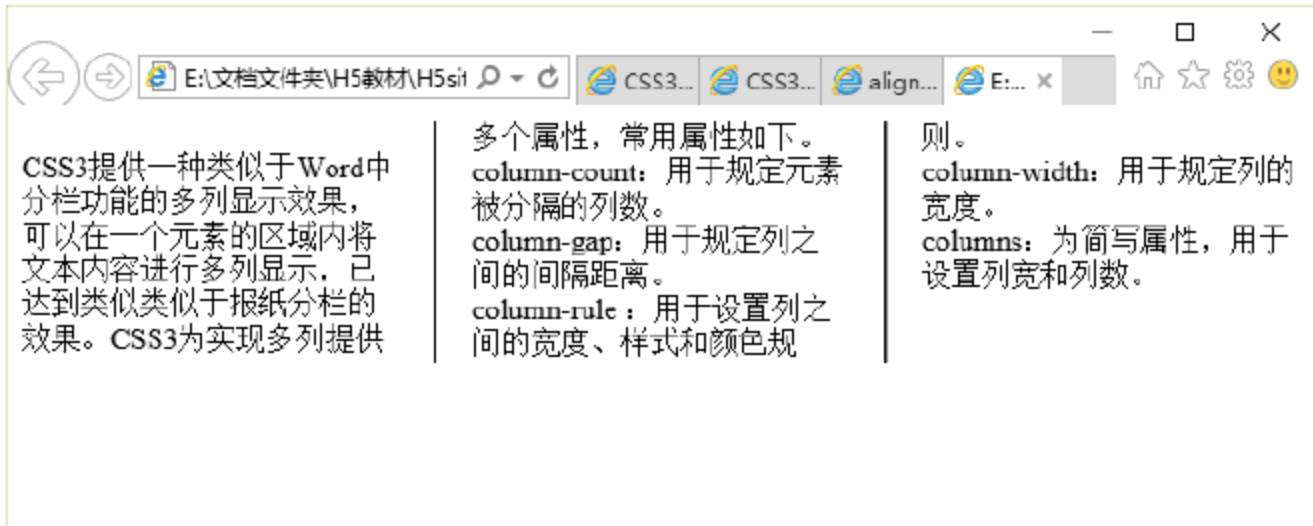 E:\文档文件夹\H5教材\H5sit
CSS3...
CSS3...
align...
E:...
CSS3提供一种类似于Word中
分栏功能的多列显示效果，
可以在一个元素的区域内将
文本内容进行多列显示，已
达到类似类似于报纸分栏的
效果。CSS3为实现多列提供
多个属性，常用属性如下。
column-count：用于规定元素
被分隔的列数。
column-gap：用于规定列之
间的间隔距离。
column-rule：用于设置列之
间的宽度、样式和颜色规
则。
column-width：用于规定列的
宽度。
columns：为简写属性，用于
设置列宽和列数。